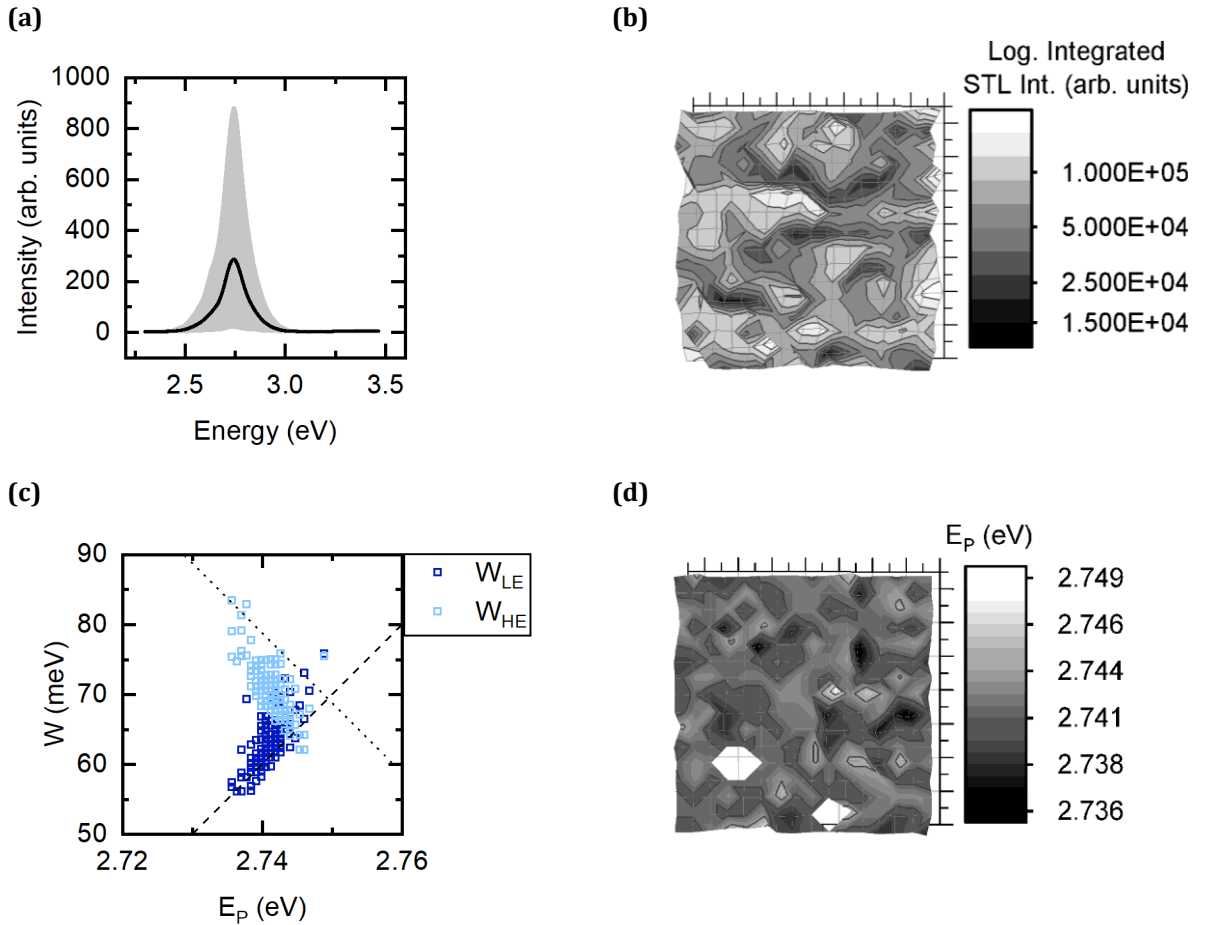 (a)
Intensity (arb. units)
1000
800
600
400
200
0
2.5 3.0 3.5
Energy (eV)
(b)
Log. Integrated
STL Int. (arb. units)
1.000E+05
5.000E+04
2.500E+04
1.500E+04
(c)
W (meV)
90
80
70
60
50
2.72 2.74 2.76
E_P (eV)
W_LE
W_HE
(d)
E_P (eV)
2.749
2.746
2.744
2.741
2.738
2.736